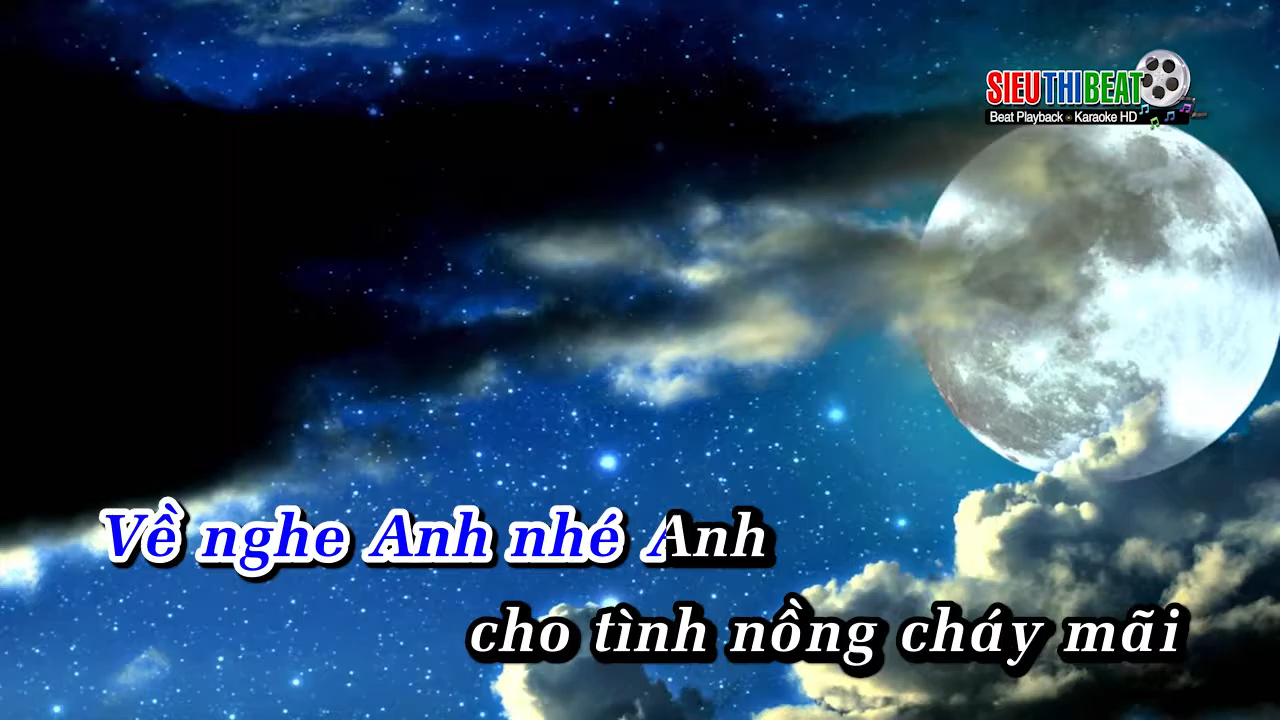 SIEUTHIBEAT
Beat Playback • Karaoke HD
Về nghe Anh nhé Anh
cho tình nồng cháy mãi